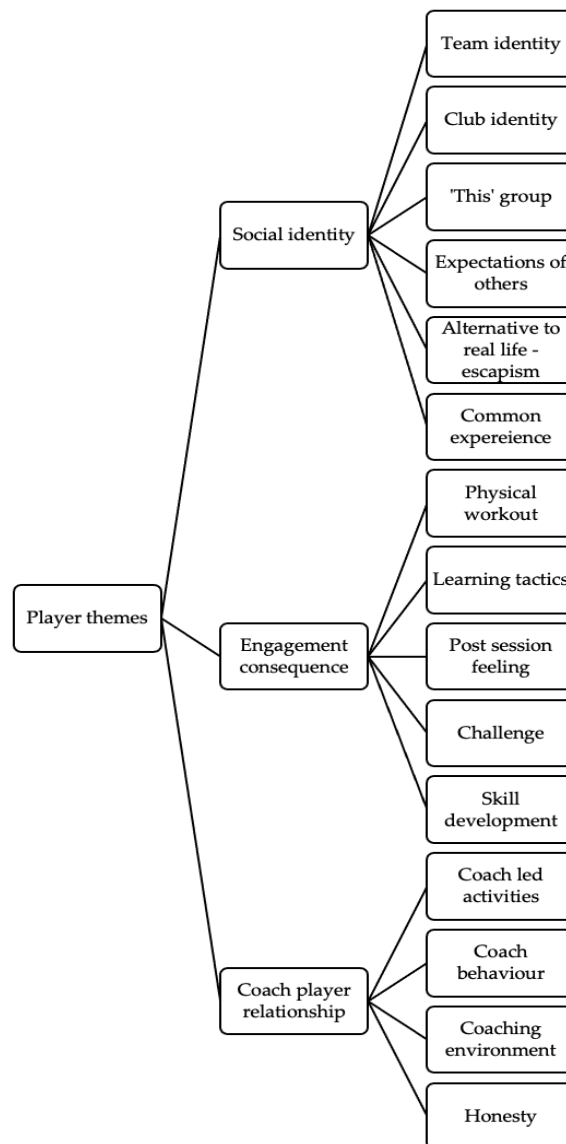 Team identity
Club identity
'This' group
Social identity
Expectations of
others
Alternative to
real life -
escapism
Common
expereience
Physical
workout
Learning tactics
Player themes
Engagement
consequence
Post session
feeling
Challenge
Skill
development
Coach led
activities
Coach
behaviour
Coach player
relationship
Coaching
environment
Honesty